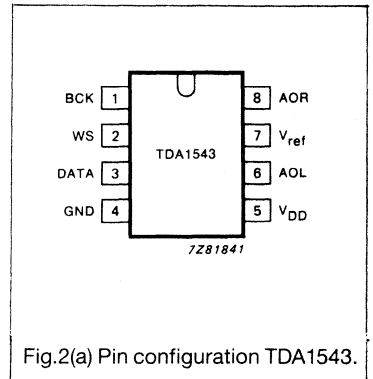 BCK 1 8 AOR
WS 2 7 Vref
TDA1543
DATA 3 6 AOL
GND 4 5 VDD
7Z81841
Fig.2(a) Pin configuration TDA1543.